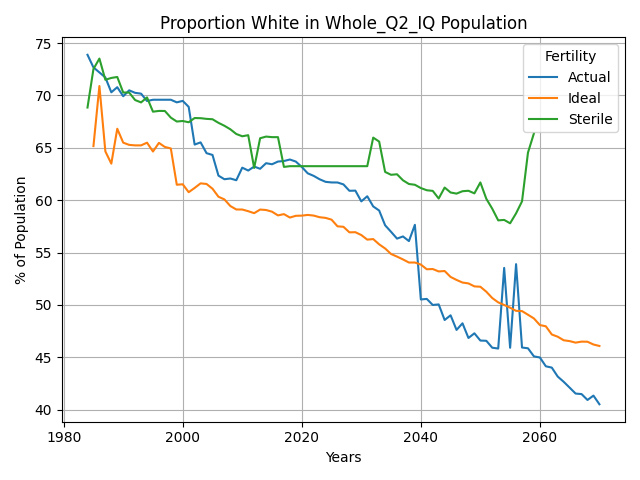 Proportion White in Whole_Q2_IQ Population
75
70
65
60
55
50
45
40
% of Population
1980
2000
2020
2040
2060
Years
Fertility
Actual
Ideal
Sterile